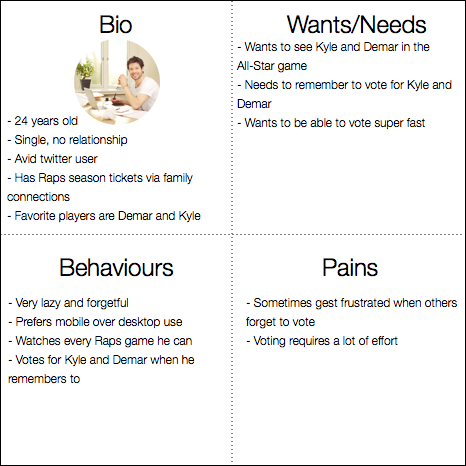 Bio
- 24 years old
- Single, no relationship
- Avid twitter user
- Has Raps season tickets via family
connections
- Favorite players are Demar and Kyle
Wants/Needs
- Wants to see Kyle and Demar in the
All-Star game
- Needs to remember to vote for Kyle and
Demar
- Wants to be able to vote super fast
Behaviours
- Very lazy and forgetful
- Prefers mobile over desktop use
- Watches every Raps game he can
- Votes for Kyle and Demar when he
remembers to
Pains
- Sometimes gest frustrated when others
forget to vote
- Voting requires a lot of effort